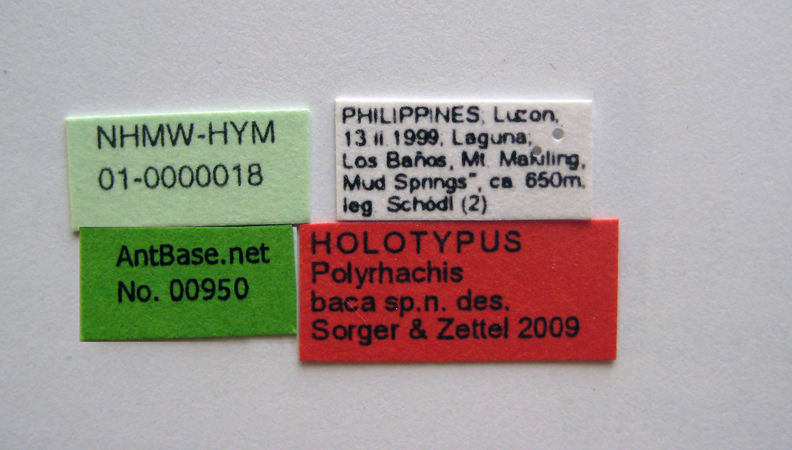 NHMW-HYM
01-0000018
PHILIPPINES, Luzon,
13.II.1999, Laguna,
Los Baños, Mt. Makiling,
Mud Springs", ca. 650m,
leg. Schödl (2)
AntBase.net
No. 00950
HOLOTYPUS
Polyrhachis
baca sp.n. des.
Sorger & Zettel 2009